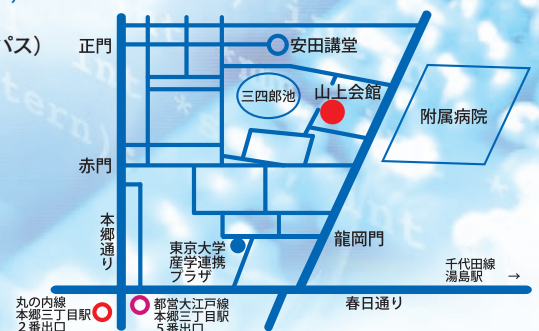 パス)
正門
安田講堂
三四郎池
山上会館
附属病院
赤門
本郷通り
東京大学
産学連携
プラザ
龍岡門
千代田線
湯島駅 →
春日通り
丸の内線
本郷三丁目駅
2番出口
都営大江戸線
本郷三丁目駅
5番出口